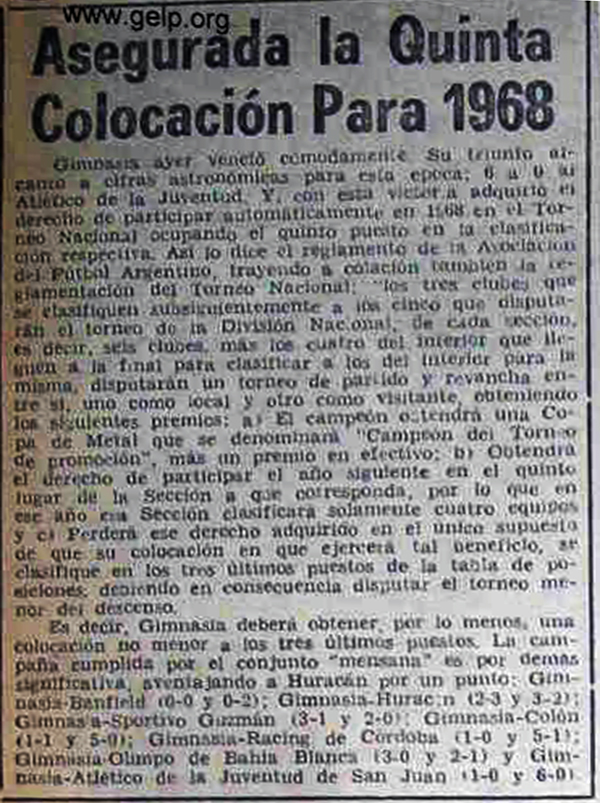 www.gelp.org
Asegurada la Quinta
Colocación Para 1968
Gimnasia ayer venció cómodamente. Su triunfo al-
canzó a cifras astronómicas para esta época; 6 a 0 al
Atlético de la Juventud. Y, con esta victoria adquirió el
derecho de participar automáticamente en 1968 en el Tor-
neo Nacional ocupando el quinto puesto en la clasifica-
ción respectiva. Así lo dice el reglamento de la Asociación
del Fútbol Argentino, trayendo a colación también la re-
glamentación del Torneo Nacional: "los tres clubes que
se clasifiquen subsiguientemente a los cinco que disputa-
rán el torneo de la División Nacional, de cada sección,
es decir, seis clubes, más los cuatro del interior que lle-
guen a la final para clasificar a los del interior para la
misma, disputarán un torneo de partido y revancha en-
tre sí, uno como local y otro como visitante, obteniendo
los siguientes premios: a) El campeón obtendrá una Co-
pa de Metal que se denominará "Campeón del Torneo
de promoción", más un premio en efectivo; b) Obtendrá
el derecho de participar el año siguiente en el quinto
lugar de la Sección a que corresponda, por lo que en
ese año esa Sección clasificará solamente cuatro equipos
y c) Perderá ese derecho adquirido en el único supuesto
de que su colocación en que ejercerá tal beneficio, se
clasifique en los tres últimos puestos de la tabla de po-
siciones, debiendo en consecuencia disputar el torneo me-
nor del descenso.
Es decir, Gimnasia deberá obtener, por lo menos, una
colocación no menor a los tres últimos puestos. La cam-
paña cumplida por el conjunto "mensana" es por demás
significativa, aventajando a Huracán por un punto: Gim-
nasia-Banfield (0-0 y 0-2); Gimnasia-Huracán (2-3 y 3-2);
Gimnasia-Sportivo Guzmán (3-1 y 2-0); Gimnasia-Colón
(1-1 y 5-0); Gimnasia-Racing de Córdoba (1-0 y 5-1);
Gimnasia-Olimpo de Bahía Blanca (3-0 y 2-1) y Gim-
nasia-Atlético de la Juventud de San Juan (1-0 y 6-0).